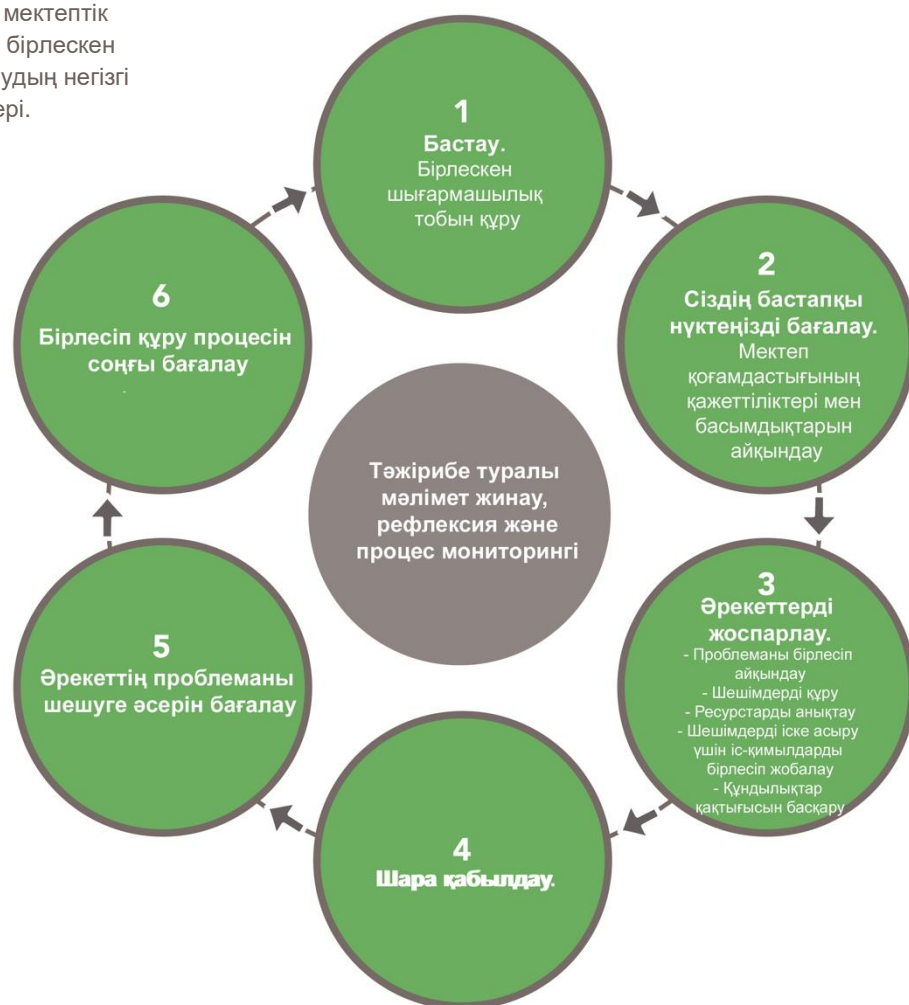 мектептік
бірлескен
удың негізгі
ері.
1
Бастау.
Бірлескен
шығармашылық
тобын құру
2
Сіздің бастапқы
нүктеңізді бағалау.
Мектеп
қоғамдастығының
қажеттіліктері мен
басымдықтарын
айқындау
3
Әрекеттерді
жоспарлау.
- Проблеманы бірлесіп
айқындау
- Шешімдерді құру
- Ресурстарды анықтау
- Шешімдерді іске асыру
үшін іс-қимылдарды
бірлесіп жобалау
- Құндылықтар
қақтығысын басқару
4
Шара қабылдау.
5
Әрекеттің проблеманы
шешуге әсерін бағалау
6
Бірлесіп құру процесін
соңғы бағалау
Тәжірибе туралы
мәлімет жинау,
рефлексия және
процес мониторингі